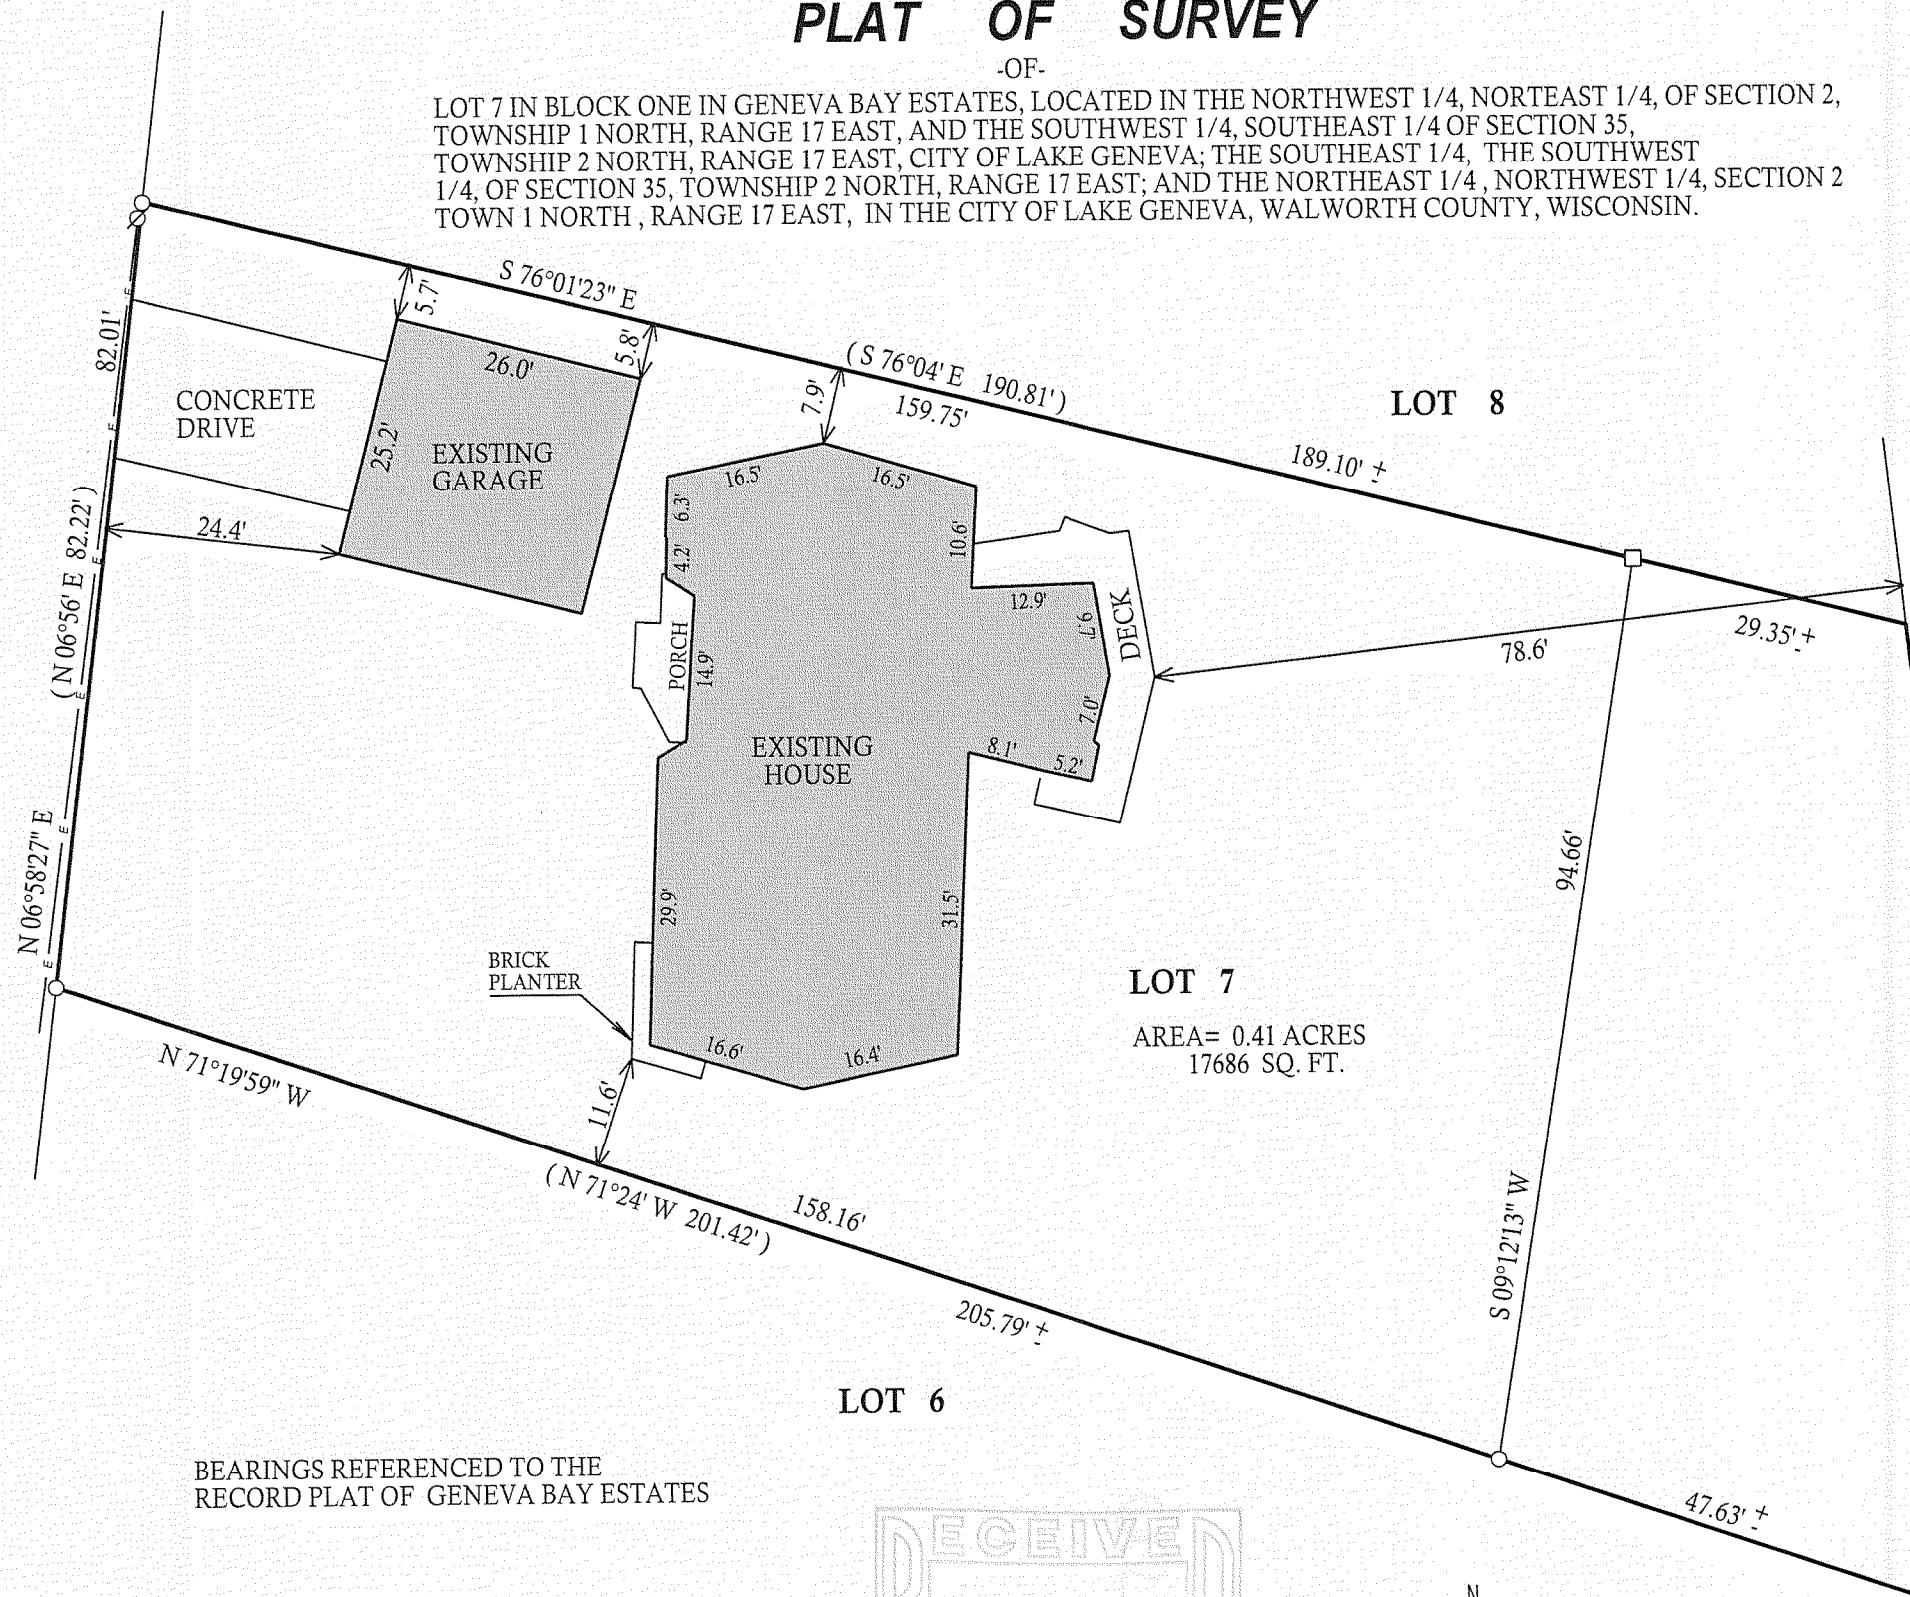 PLAT OF SURVEY
-OF-
LOT 7 IN BLOCK ONE IN GENEVA BAY ESTATES, LOCATED IN THE NORTHWEST 1/4, NORTEAST 1/4, OF SECTION 2,
TOWNSHIP 1 NORTH, RANGE 17 EAST, AND THE SOUTHWEST 1/4, SOUTHEAST 1/4 OF SECTION 35,
TOWNSHIP 2 NORTH, RANGE 17 EAST, CITY OF LAKE GENEVA; THE SOUTHEAST 1/4, THE SOUTHWEST
1/4, OF SECTION 35, TOWNSHIP 2 NORTH, RANGE 17 EAST; AND THE NORTHEAST 1/4 , NORTHWEST 1/4, SECTION 2
TOWN 1 NORTH , RANGE 17 EAST, IN THE CITY OF LAKE GENEVA, WALWORTH COUNTY, WISCONSIN.
S 76°01'23" E
( S 76°04' E 190.81' )
159.75'
189.10' ±
29.35' ±
LOT 8
5.7'
5.8'
7.9'
82.01'
( N 06°56' E 82.22' )
N 06°58'27" E
E
E
E
E
E
E
E
CONCRETE
DRIVE
26.0'
25.2'
EXISTING
GARAGE
24.4'
16.5'
16.5'
6.3'
4.2'
10.6'
12.9'
9.7'
DECK
PORCH
14.9'
7.0'
8.1'
5.2'
78.6'
EXISTING
HOUSE
29.9'
31.5'
94.66'
S 09°12'13" W
BRICK
PLANTER
16.6'
16.4'
11.6'
LOT 7
AREA= 0.41 ACRES
17686 SQ. FT.
N 71°19'59" W
( N 71°24' W 201.42' )
158.16'
205.79' ±
47.63' ±
LOT 6
BEARINGS REFERENCED TO THE
RECORD PLAT OF GENEVA BAY ESTATES
RECEIVED
N